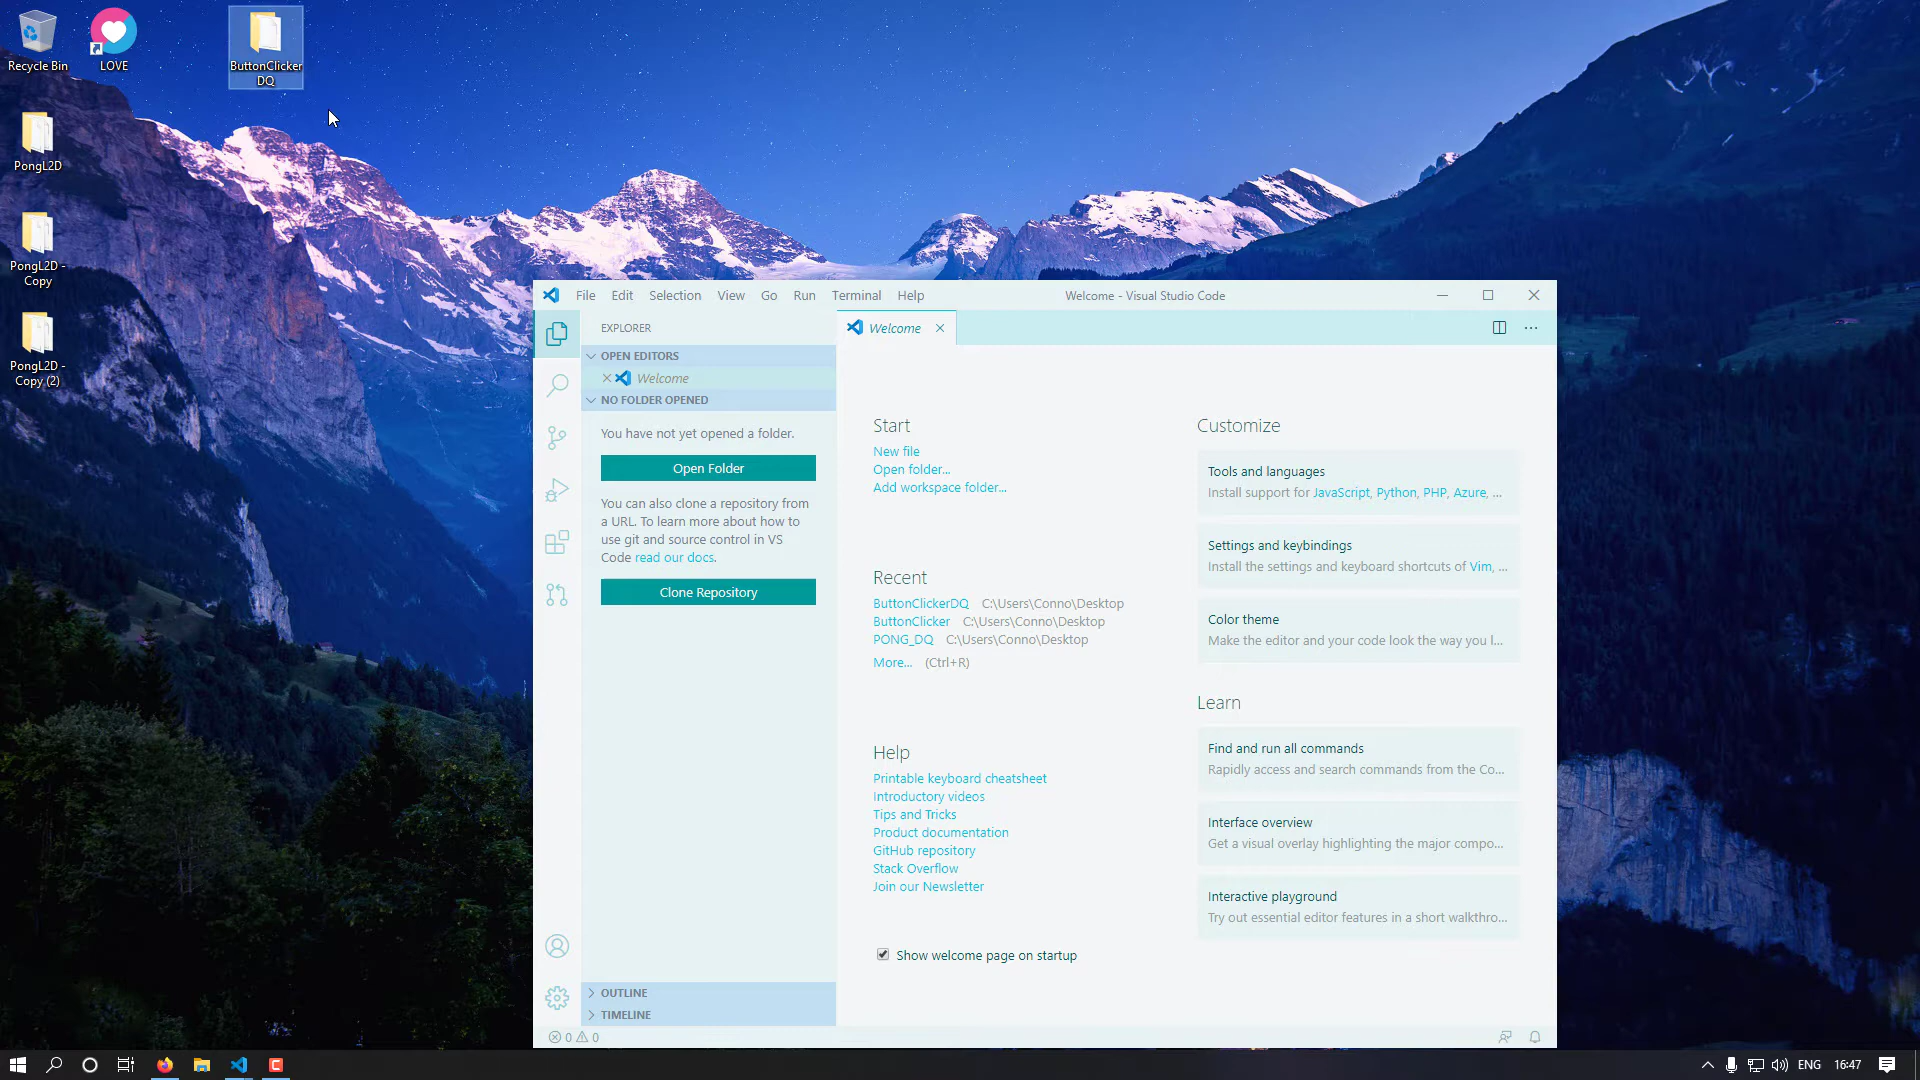 Recycle Bin
LOVE
ButtonClicker
DQ
PongL2D
PongL2D -
Copy
PongL2D -
Copy (2)
File Edit Selection View Go Run Terminal Help
Welcome - Visual Studio Code
EXPLORER
OPEN EDITORS
Welcome
NO FOLDER OPENED
You have not yet opened a folder.
Open Folder
You can also clone a repository from
a URL. To learn more about how to
use git and source control in VS
Code read our docs.
Clone Repository
OUTLINE
TIMELINE
Welcome
Start
New file
Open folder...
Add workspace folder...
Recent
ButtonClickerDQ C:\Users\Conno\Desktop
ButtonClicker C:\Users\Conno\Desktop
PONG_DQ C:\Users\Conno\Desktop
More... (Ctrl+R)
Help
Printable keyboard cheatsheet
Introductory videos
Tips and Tricks
Product documentation
GitHub repository
Stack Overflow
Join our Newsletter
Show welcome page on startup
Customize
Tools and languages
Install support for JavaScript, Python, PHP, Azure, ...
Settings and keybindings
Install the settings and keyboard shortcuts of Vim, ...
Color theme
Make the editor and your code look the way you l...
Learn
Find and run all commands
Rapidly access and search commands from the Co...
Interface overview
Get a visual overlay highlighting the major compo...
Interactive playground
Try out essential editor features in a short walkthro...
0 0
ENG 16:47